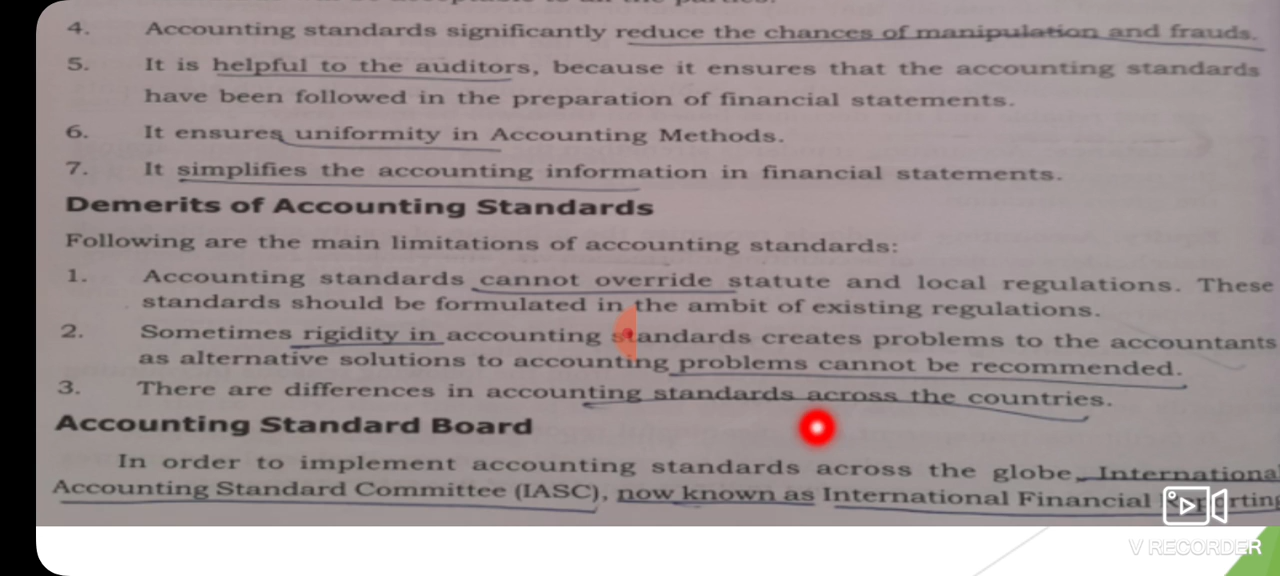 4. Accounting standards significantly reduce the chances of manipulation and frauds.
5. It is helpful to the auditors, because it ensures that the accounting standards
have been followed in the preparation of financial statements.
6. It ensures uniformity in Accounting Methods.
7. It simplifies the accounting information in financial statements.
Demerits of Accounting Standards
Following are the main limitations of accounting standards:
1. Accounting standards cannot override statute and local regulations. These
standards should be formulated in the ambit of existing regulations.
2. Sometimes rigidity in accounting standards creates problems to the accountants
as alternative solutions to accounting problems cannot be recommended.
3. There are differences in accounting standards across the countries.
Accounting Standard Board
In order to implement accounting standards across the globe, International
Accounting Standard Committee (IASC), now known as International Financial Reporting
V RECORDER